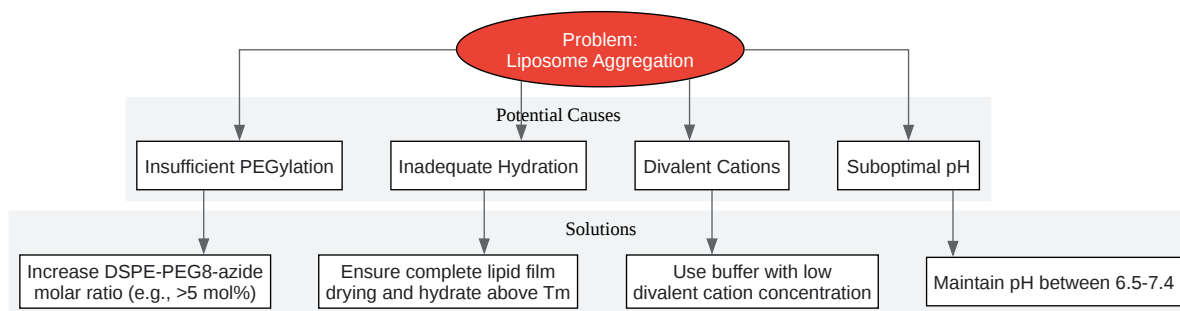 Problem:
Liposome Aggregation
Potential Causes
Insufficient PEGylation
Inadequate Hydration
Divalent Cations
Suboptimal pH
Solutions
Increase DSPE-PEG8-azide
molar ratio (e.g., >5 mol%)
Ensure complete lipid film
drying and hydrate above Tm
Use buffer with low
divalent cation concentration
Maintain pH between 6.5-7.4